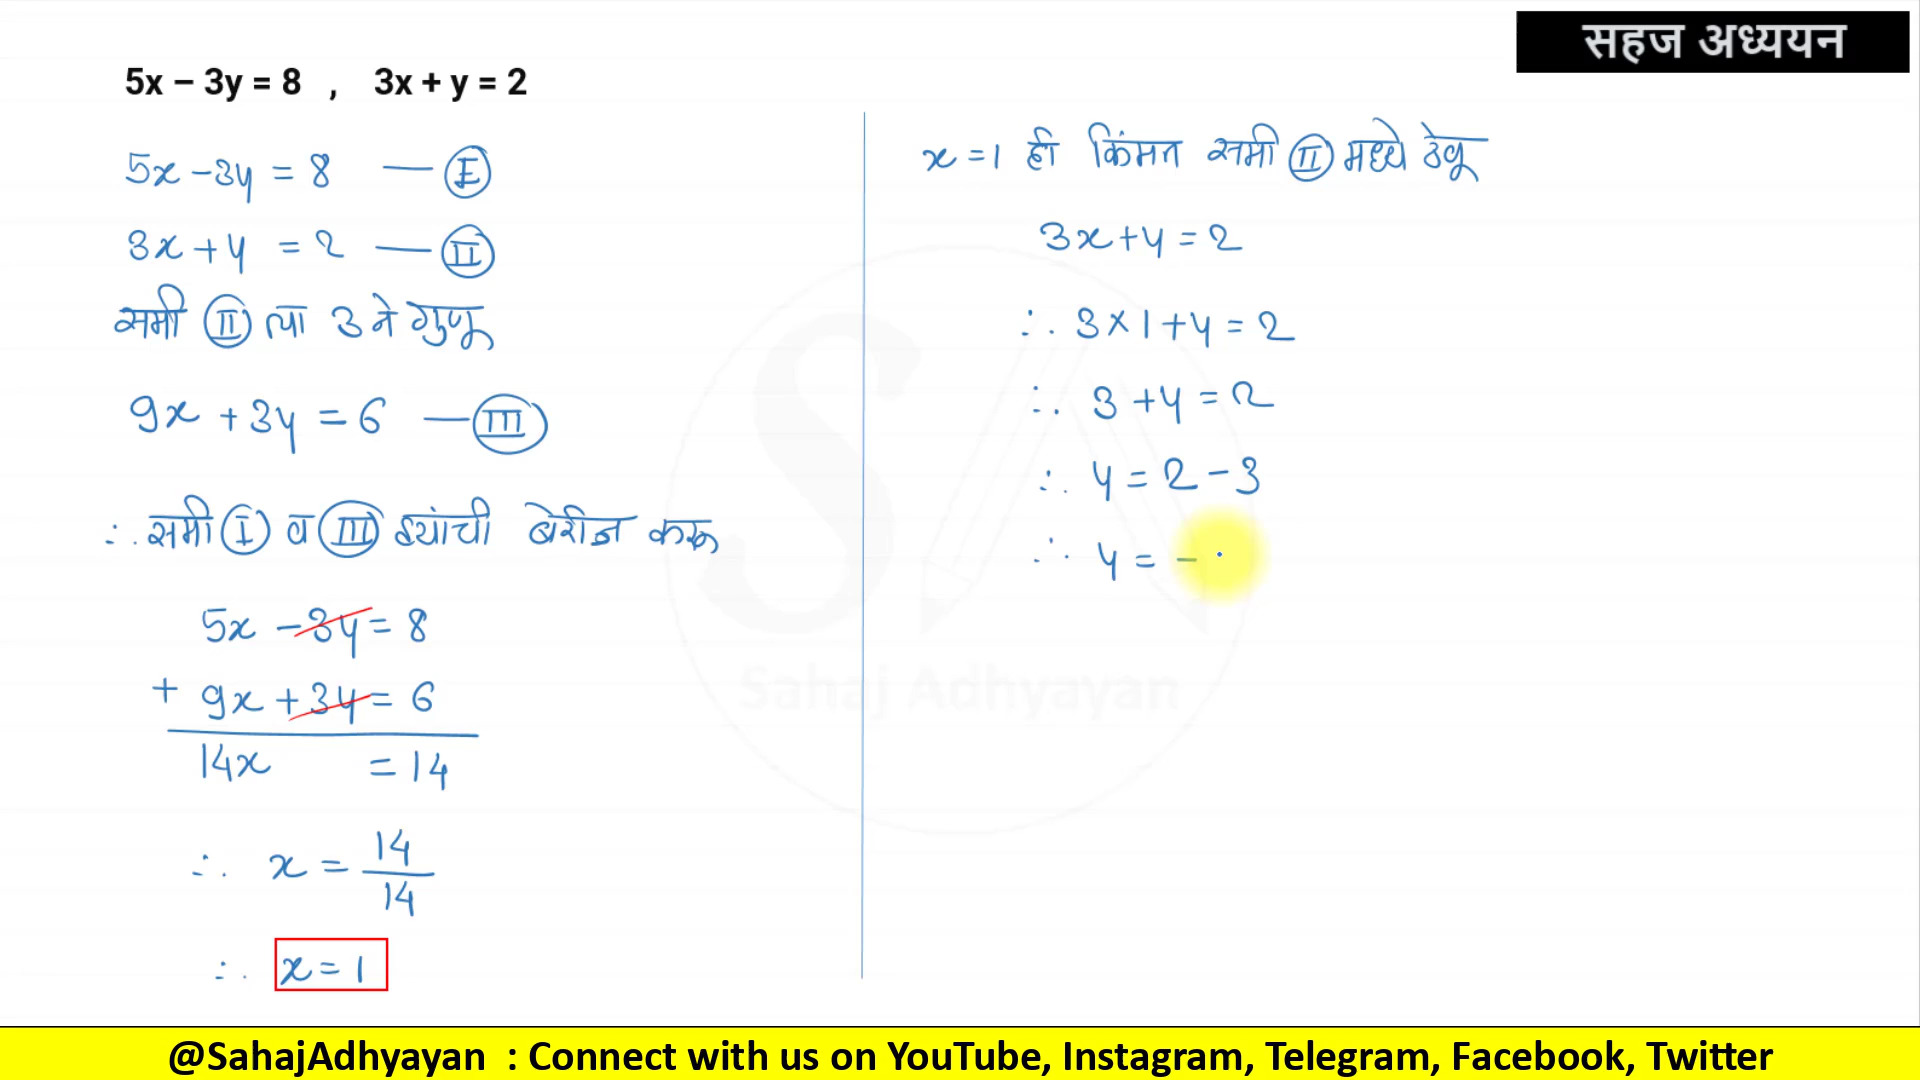 सहज अध्ययन
5x – 3y = 8 , 3x + y = 2
5x - 3y = 8 — I
3x + y = 2 — II
समी II ला 3 ने गुणू
9x + 3y = 6 — III
∴ समी I व III ह्यांची बेरीज करू
5x - 3y = 8
+ 9x + 3y = 6
14x = 14
∴ x = 14/14
∴ x = 1
x = 1 ही किंमत समी II मध्ये ठेवू
3x + y = 2
∴ 3 × 1 + y = 2
∴ 3 + y = 2
∴ y = 2 - 3
∴ y = -
Sahaj Adhyayan
@SahajAdhyayan : Connect with us on YouTube, Instagram, Telegram, Facebook, Twitter